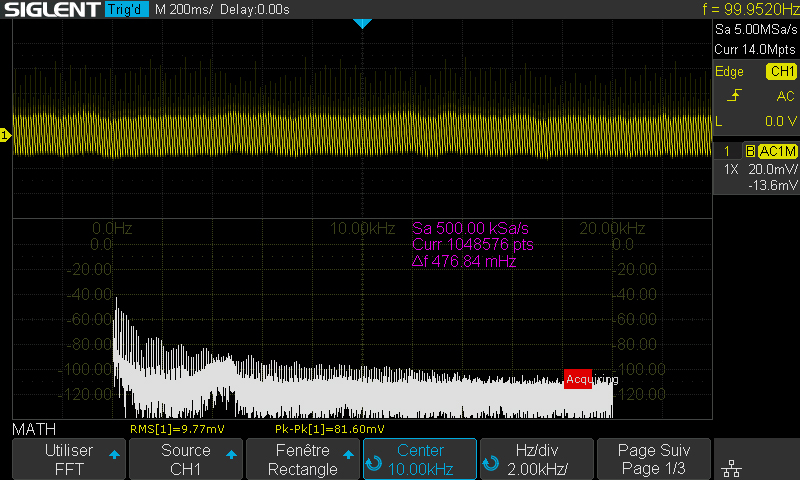 SIGLENT Trig'd M 200ms/ Delay:0.00s f = 99.9520Hz
Sa 5.00MSa/s
Curr 14.0Mpts
Edge CH1
AC
L 0.0 V
1 B AC1M
1X 20.0mV/
-13.6mV
1
0.0Hz 10.00kHz 20.00kHz
Sa 500.00 kSa/s
Curr 1048576 pts
Δf 476.84 mHz
0.0 0.0
-20.00 -20.00
-40.00 -40.00
-60.00 -60.00
-80.00 -80.00
-100.00 -100.00
-120.00 -120.00
Acquiring
MATH RMS[1]=9.77mV Pk-Pk[1]=81.60mV
Utiliser
FFT
Source
CH1
Fenêtre
Rectangle
Center
10.00kHz
Hz/div
2.00kHz/
Page Suiv
Page 1/3